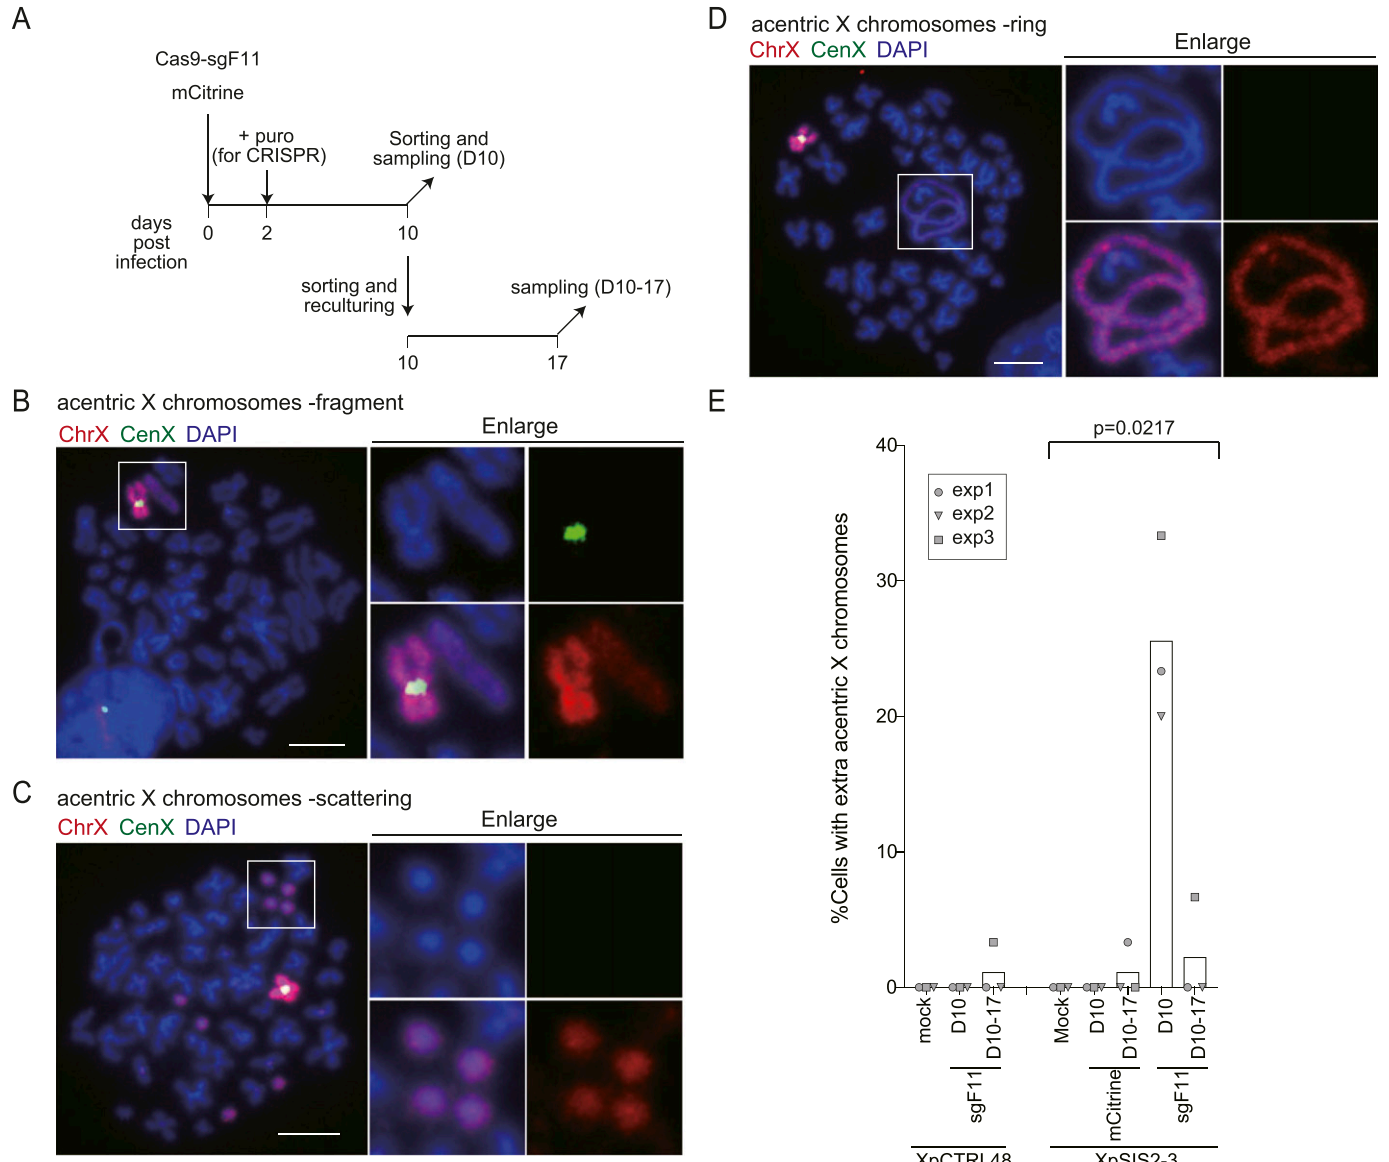 A
Cas9-sgF11
mCitrine
+ puro
(for CRISPR)
Sorting and
sampling (D10)
days
post
infection
0
2
10
sorting and
reculturing
sampling (D10-17)
10
17
B
acentric X chromosomes -fragment
ChrX CenX DAPI
Enlarge
C
acentric X chromosomes -scattering
ChrX CenX DAPI
Enlarge
D
acentric X chromosomes -ring
ChrX CenX DAPI
Enlarge
E
p=0.0217
exp1
exp2
exp3
%Cells with extra acentric X chromosomes
40
30
20
10
0
mock
D10
D10-17
Mock
D10
D10-17
D10
D10-17
sgF11
mCitrine
sgF11
XpCTRL48
XpSIS2-3